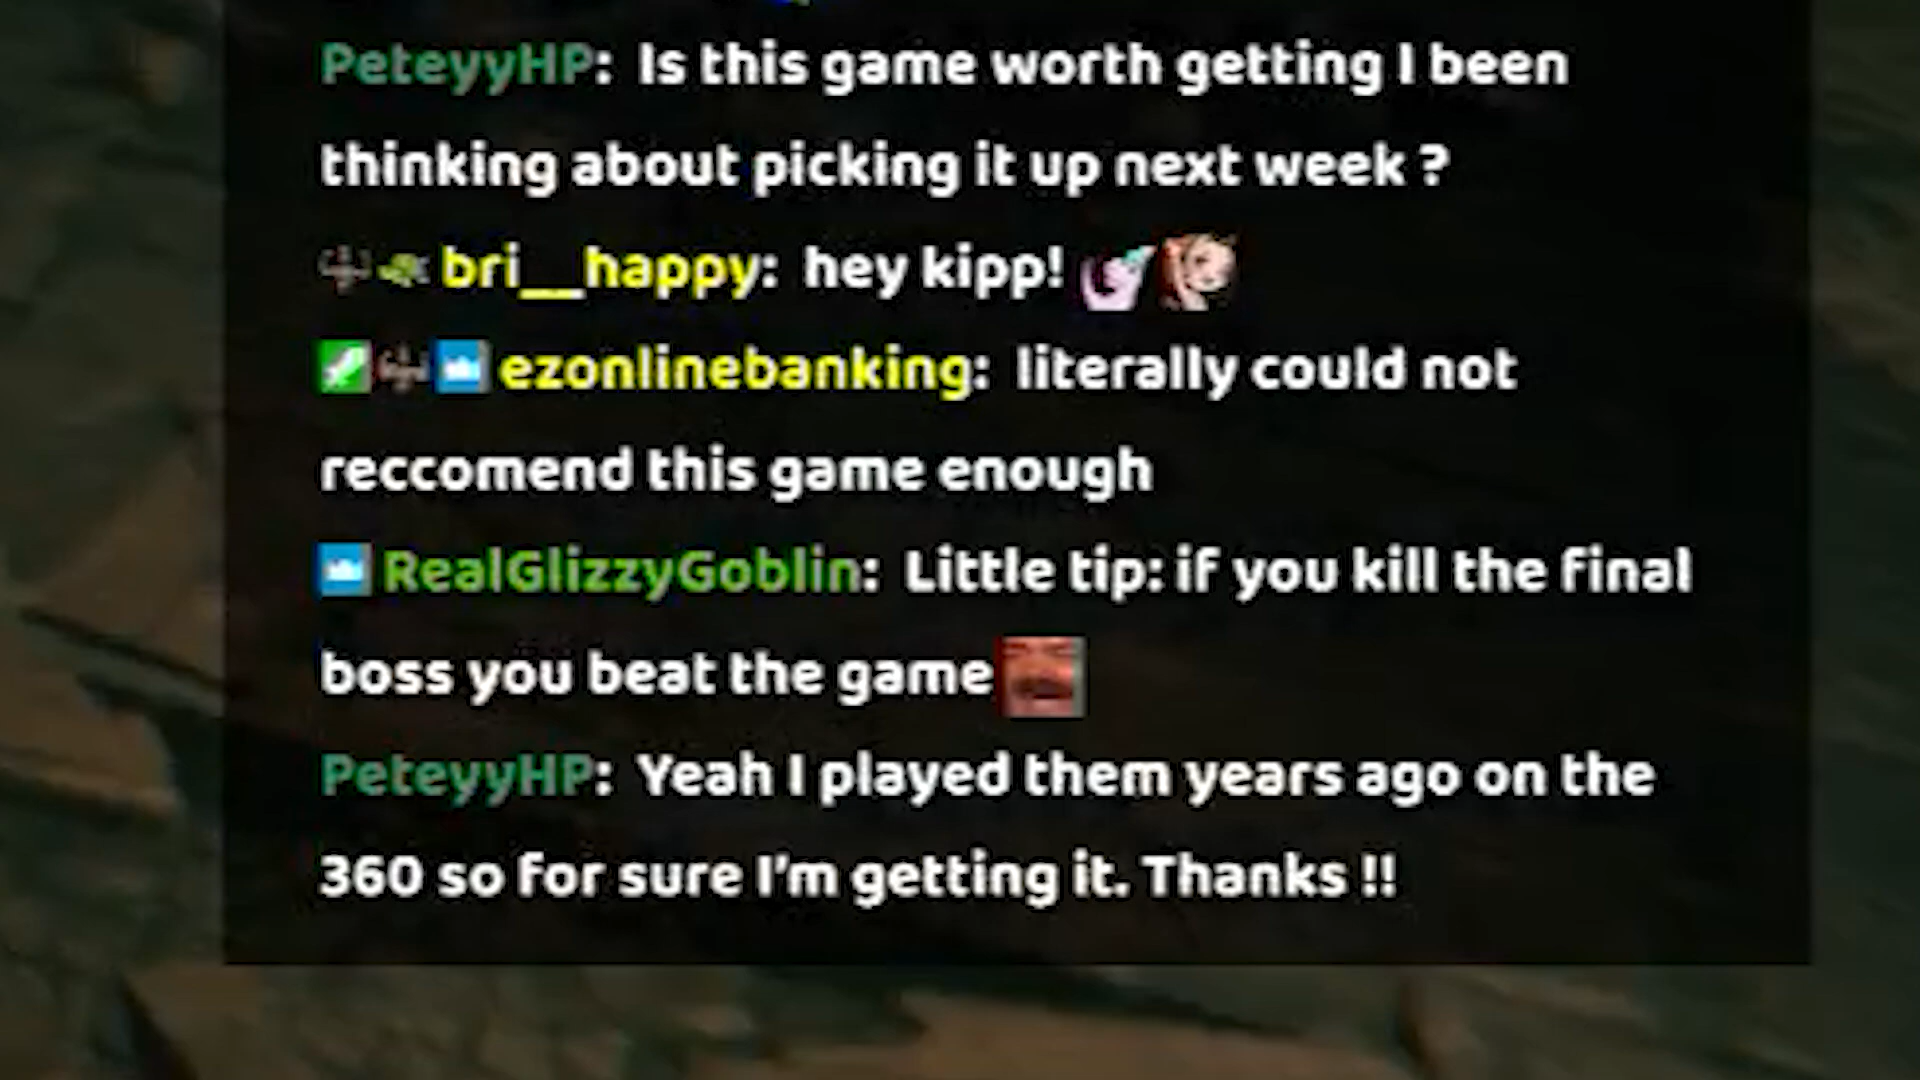 PeteyyHP: Is this game worth getting I been
thinking about picking it up next week ?
bri__happy: hey kipp!
ezonlinebanking: literally could not
reccomend this game enough
RealGlizzyGoblin: Little tip: if you kill the final
boss you beat the game
PeteyyHP: Yeah I played them years ago on the
360 so for sure I'm getting it. Thanks !!